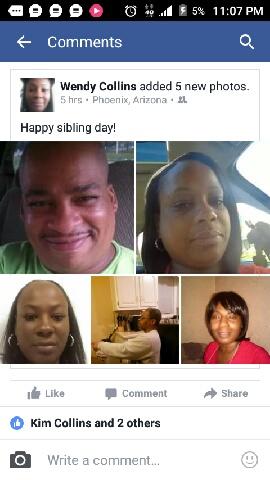 4G 5% 11:07 PM
Comments
Wendy Collins added 5 new photos.
5 hrs • Phoenix, Arizona •
Happy sibling day!
Like Comment Share
Kim Collins and 2 others
Write a comment...